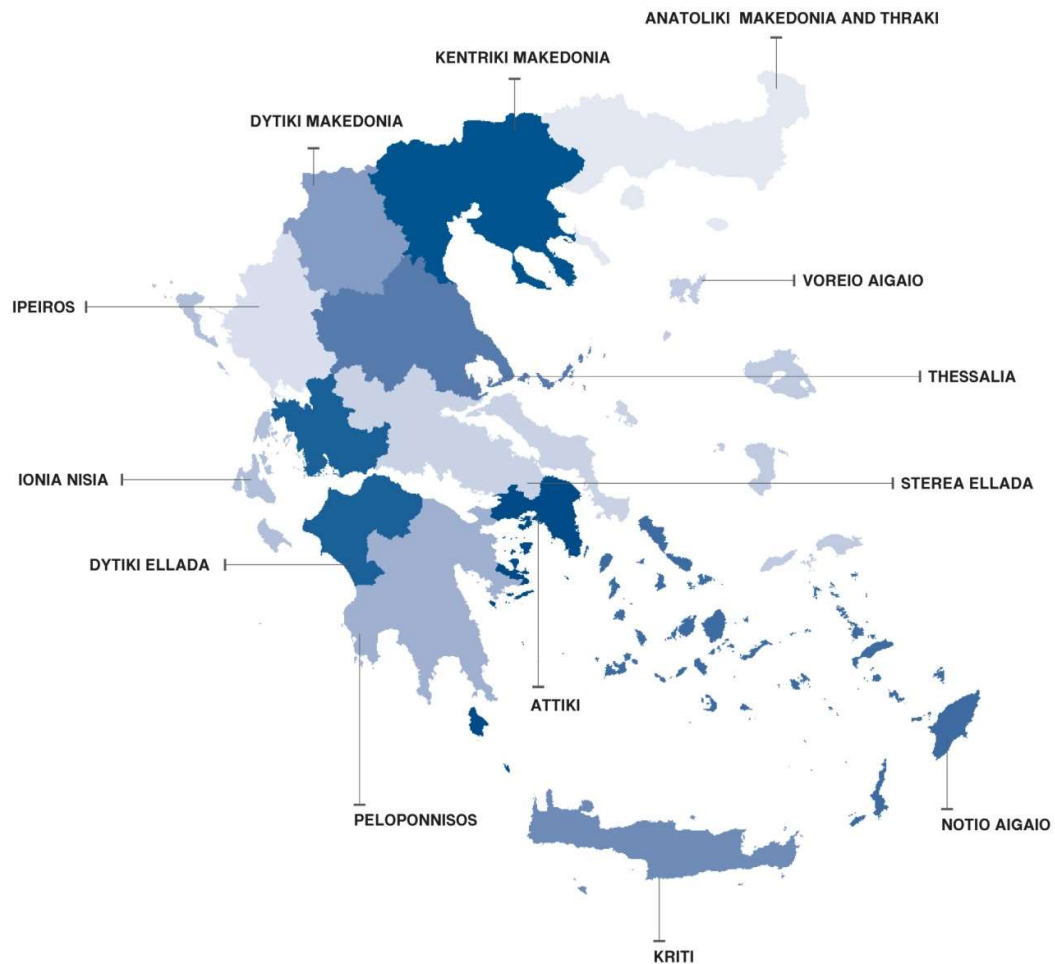 ANATOLIKI MAKEDONIA AND THRAKI
KENTRIKI MAKEDONIA
DYTIKI MAKEDONIA
VOREIO AIGAIO
IPEIROS
THESSALIA
IONIA NISIA
STEREA ELLADA
DYTIKI ELLADA
ATTIKI
PELOPONNISOS
NOTIO AIGAIO
KRITI